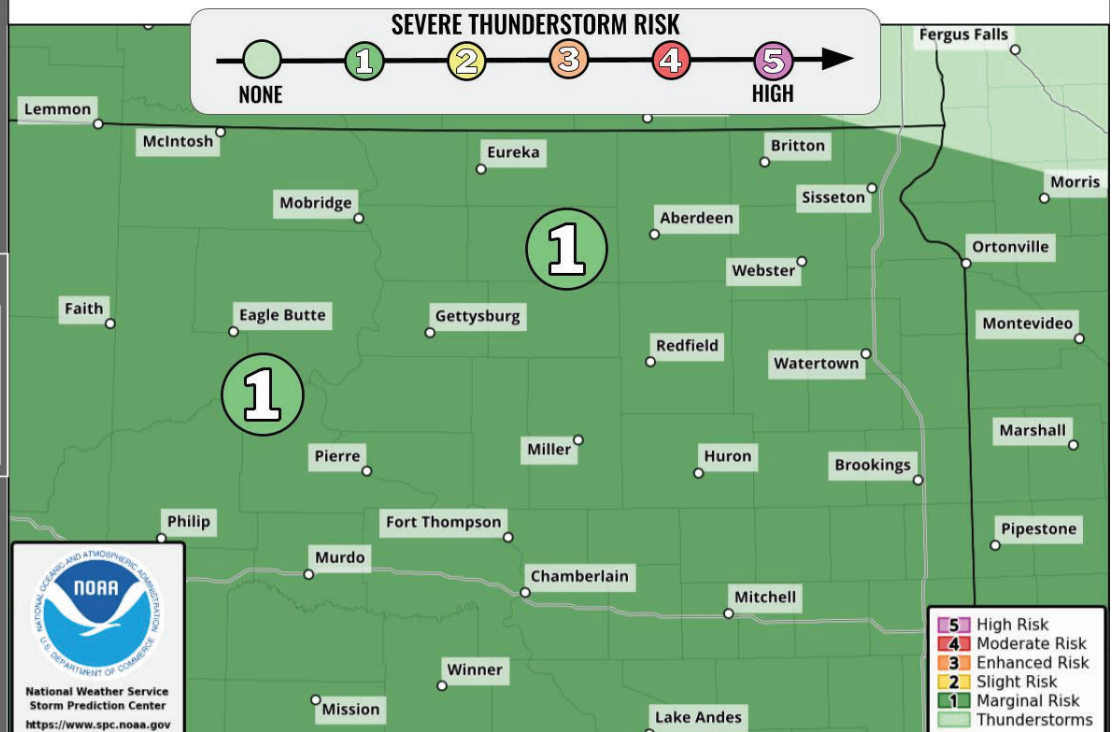 SEVERE THUNDERSTORM RISK
1
2
3
4
5
NONE
HIGH
Fergus Falls
Lemmon
McIntosh
Eureka
Britton
Morris
Sisseton
Mobridge
Aberdeen
1
Ortonville
Webster
Faith
Eagle Butte
Gettysburg
Montevideo
Redfield
Watertown
1
Marshall
Miller
Pierre
Huron
Brookings
Philip
Fort Thompson
Pipestone
Murdo
Chamberlain
Mitchell
Winner
Mission
Lake Andes
NATIONAL OCEANIC AND ATMOSPHERIC ADMINISTRATION
NOAA
U.S. DEPARTMENT OF COMMERCE
National Weather Service
Storm Prediction Center
https://www.spc.noaa.gov
5 High Risk
4 Moderate Risk
3 Enhanced Risk
2 Slight Risk
1 Marginal Risk
Thunderstorms